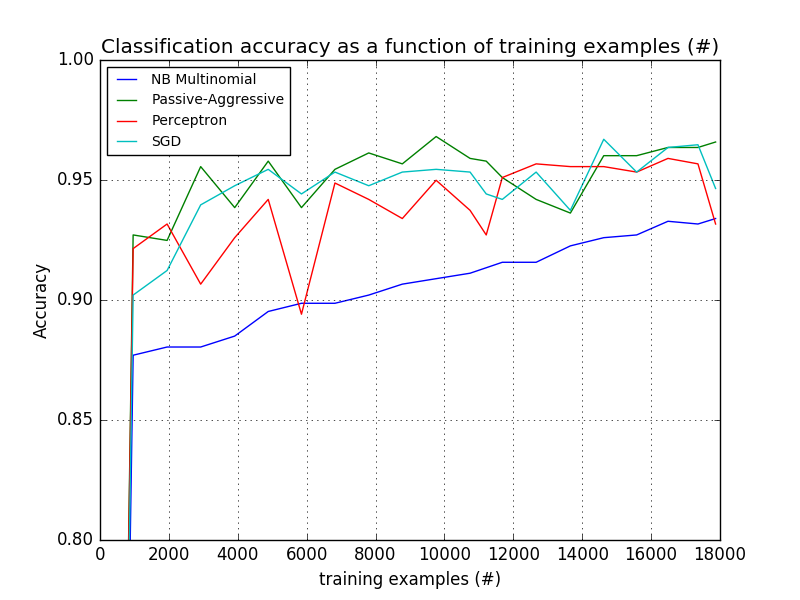 Classification accuracy as a function of training examples (#)
NB Multinomial
Passive-Aggressive
Perceptron
SGD
1.00
0.95
0.90
0.85
0.80
Accuracy
0 2000 4000 6000 8000 10000 12000 14000 16000 18000
training examples (#)